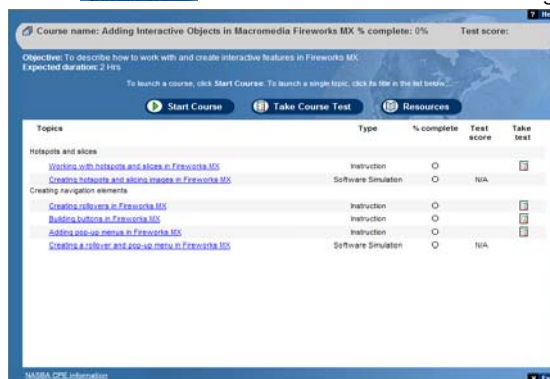 ? He
Course name: Adding Interactive Objects in Macromedia Fireworks MX % complete: 0% Test score:
Objective: To describe how to work with and create interactive features in Fireworks MX
Expected duration: 2 Hrs
To launch a course, click Start Course. To launch a single topic, click its title in the list below...
Start Course Take Course Test Resources
Topics Type % complete Test score Take test
Hotspots and slices
Working with hotspots and slices in Fireworks MX Instruction
Creating hotspots and slicing images in Fireworks MX Software Simulation N/A
Creating navigation elements
Creating rollovers in Fireworks MX Instruction
Building buttons in Fireworks MX Instruction
Adding pop-up menus in Fireworks MX Instruction
Creating a rollover and pop-up menu in Fireworks MX Software Simulation N/A
NASBA CPE information